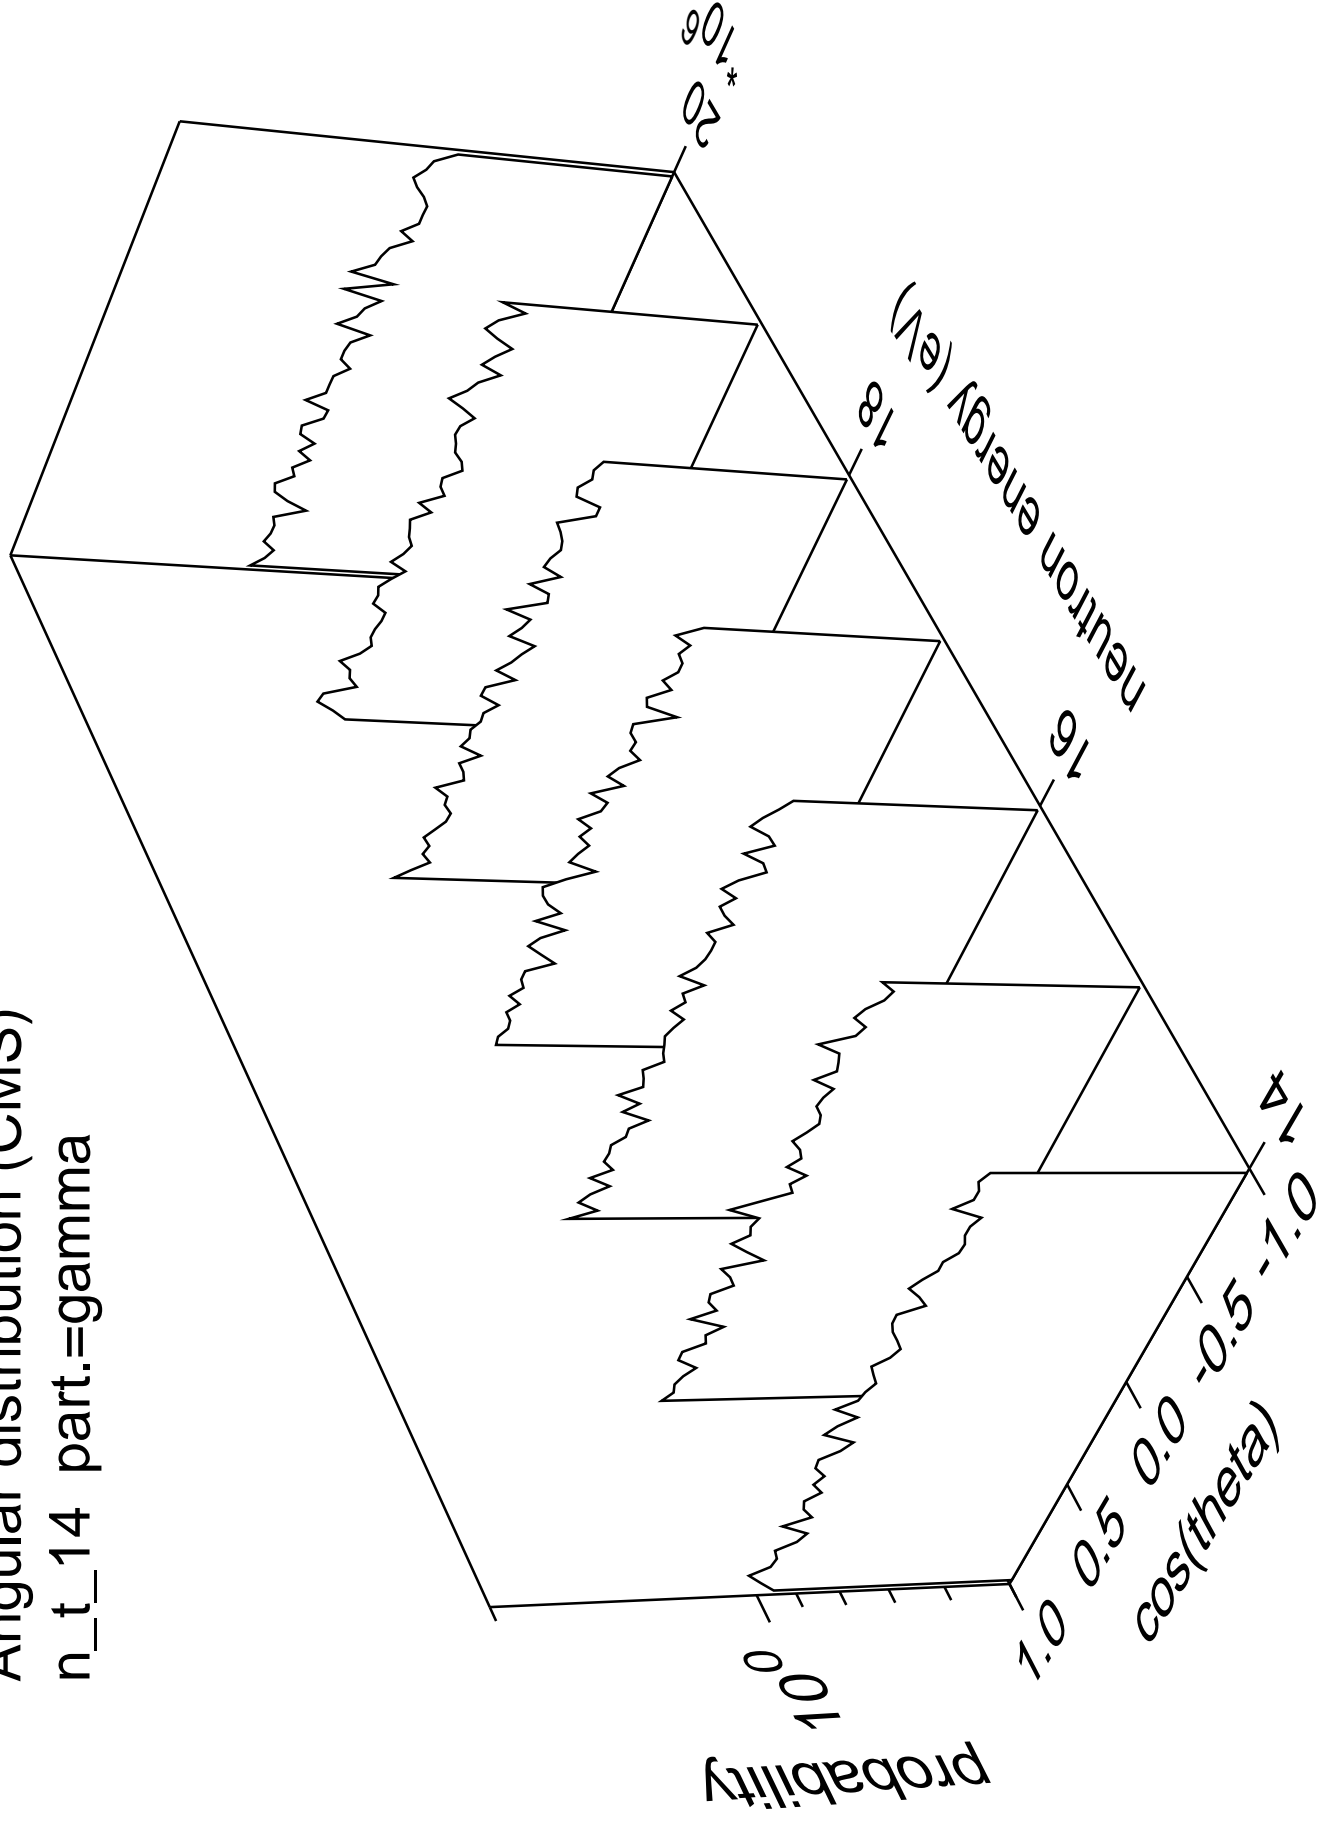 Angular distribution (CMS)
n_t_14 part.=gamma
probability
10 0
1.0 0.5 0.0 -0.5 -1.0
cos(theta)
14 16 18 20
* 10 6
neutron energy (eV)